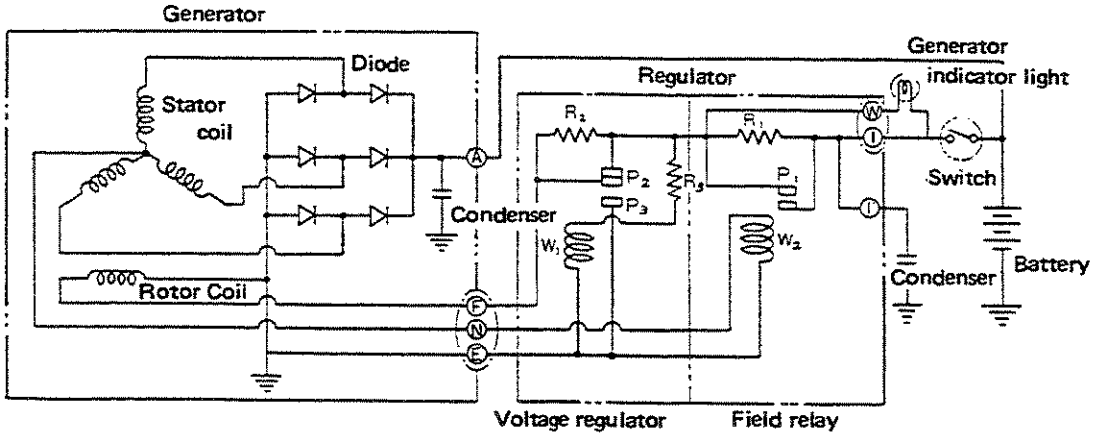 Generator
Generator
indicator light
Diode
Regulator
Stator
coil
W
R₂
R₁
I
A
P₂
R₃
P₁
Switch
P₃
Condenser
I
W₁
W₂
Battery
Condenser
Rotor Coil
F
N
E
Voltage regulator
Field relay